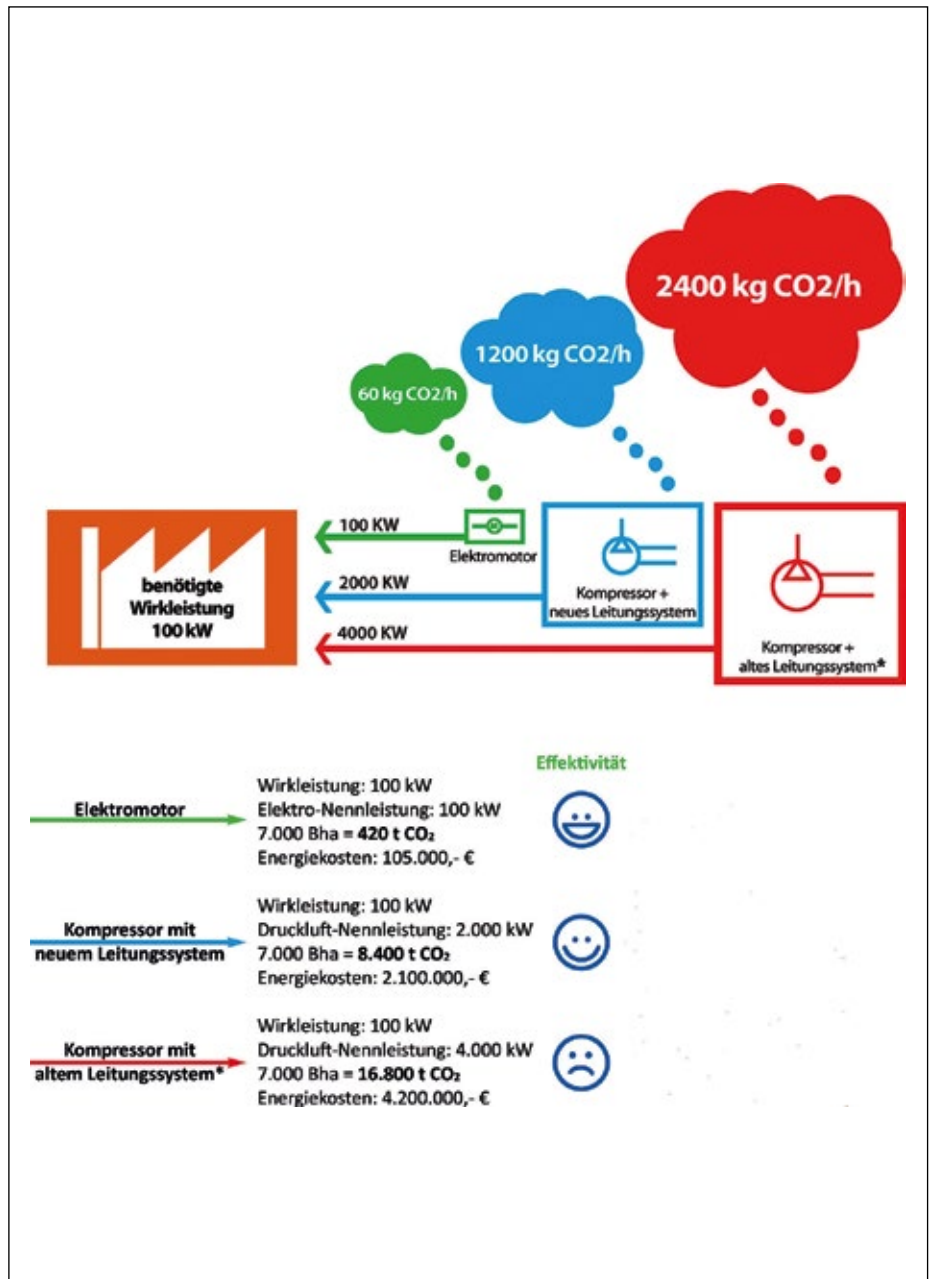 2400 kg CO2/h
1200 kg CO2/h
60 kg CO2/h
benötigte
Wirkleistung
100 kW
100 KW
Elektromotor
2000 KW
Kompressor +
neues Leitungssystem
4000 KW
Kompressor +
altes Leitungssystem*
Effektivität
Elektromotor
Wirkleistung: 100 kW
Elektro-Nennleistung: 100 kW
7.000 Bha = 420 t CO₂
Energiekosten: 105.000,- €
Kompressor mit
neuem Leitungssystem
Wirkleistung: 100 kW
Druckluft-Nennleistung: 2.000 kW
7.000 Bha = 8.400 t CO₂
Energiekosten: 2.100.000,- €
Kompressor mit
altem Leitungssystem*
Wirkleistung: 100 kW
Druckluft-Nennleistung: 4.000 kW
7.000 Bha = 16.800 t CO₂
Energiekosten: 4.200.000,- €